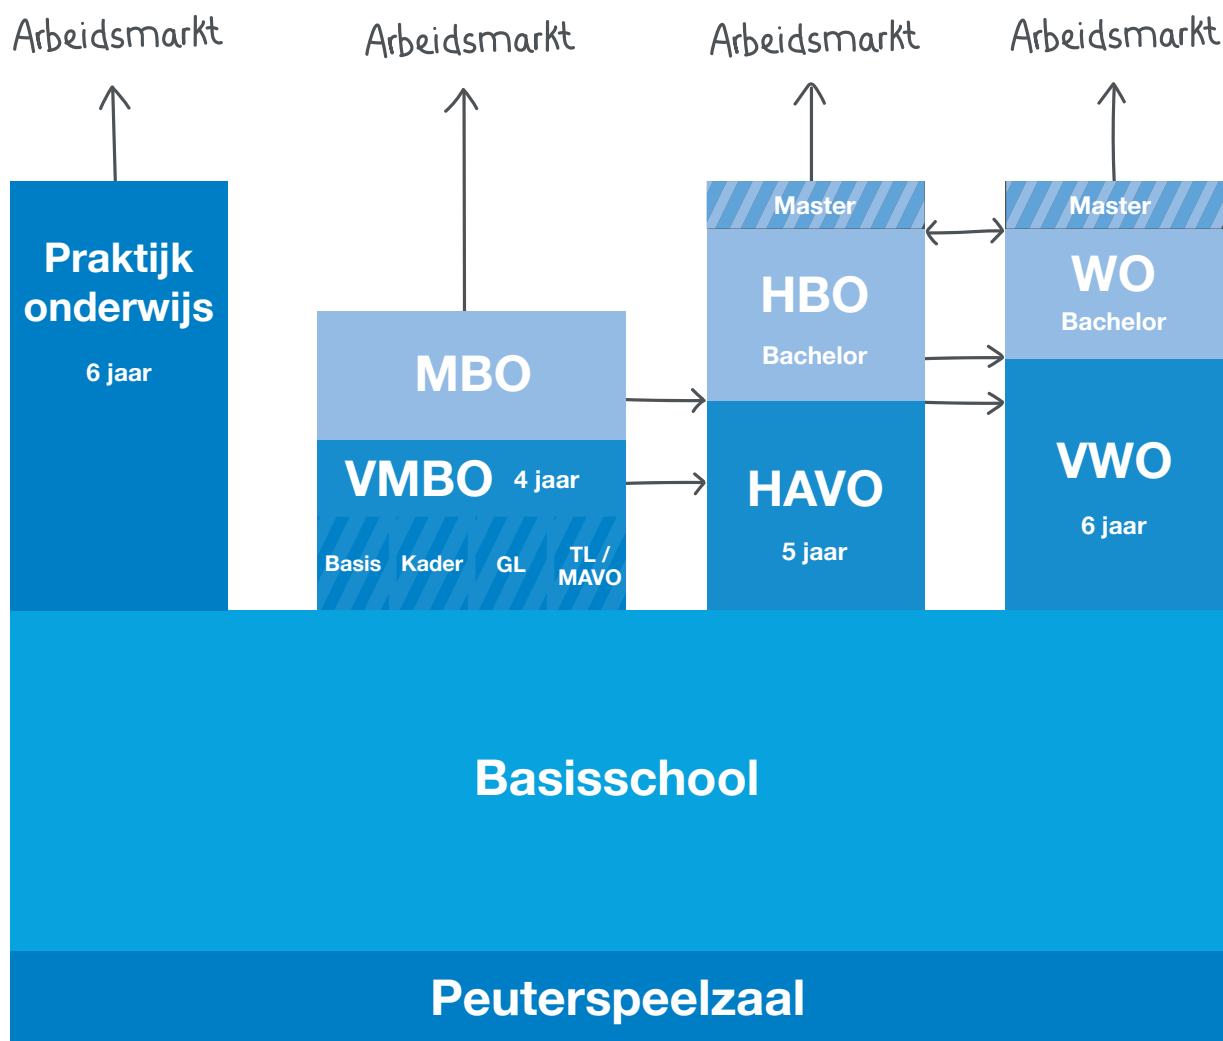 Arbeidsmarkt
Arbeidsmarkt
Arbeidsmarkt
Arbeidsmarkt
Praktijk
onderwijs
6 jaar
MBO
VMBO 4 jaar
Basis
Kader
GL
TL /
MAVO
Master
HBO
Bachelor
HAVO
5 jaar
Master
WO
Bachelor
VWO
6 jaar
Basisschool
Peuterspeelzaal